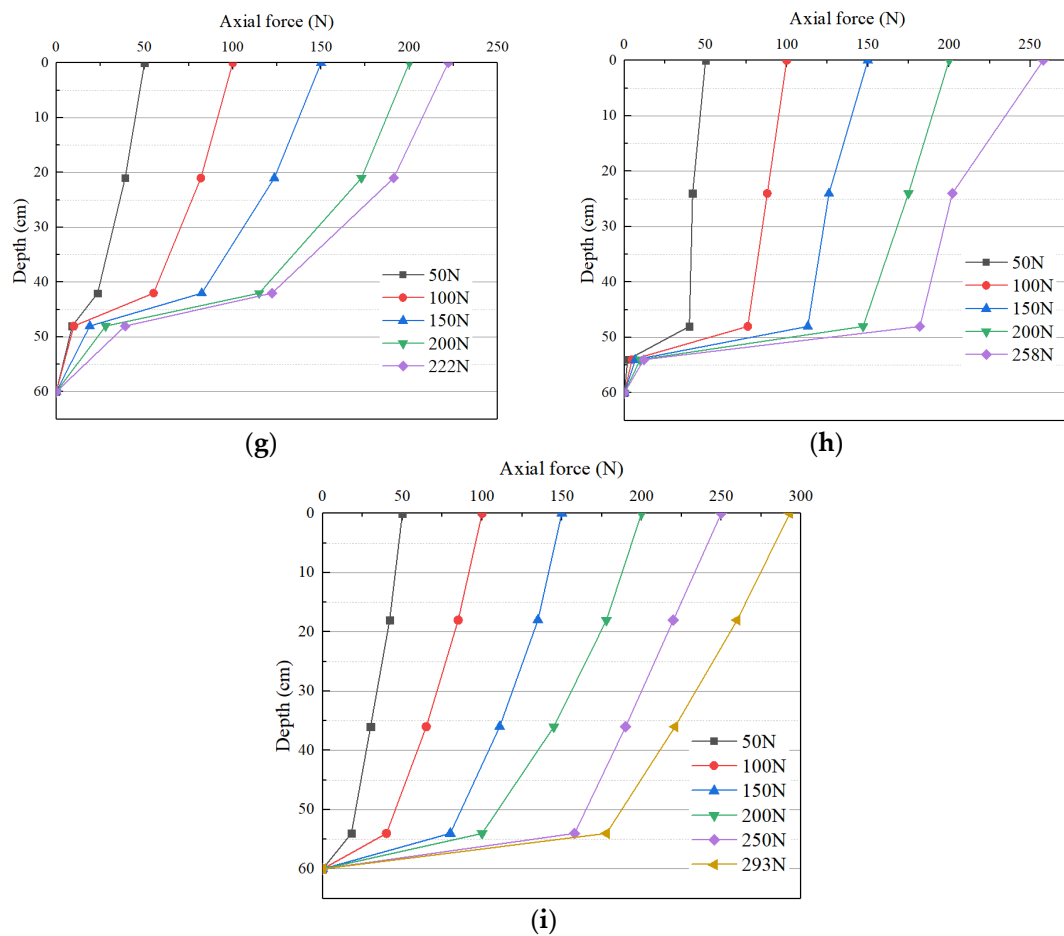 Axial force (N)
0 50 100 150 200 250
0
10
20
30
40
50
60
Depth (cm)
50N
100N
150N
200N
222N
(g)
Axial force (N)
0 50 100 150 200 250
0
10
20
30
40
50
60
Depth (cm)
50N
100N
150N
200N
258N
(h)
Axial force (N)
0 50 100 150 200 250 300
0
10
20
30
40
50
60
Depth (cm)
50N
100N
150N
200N
250N
293N
(i)